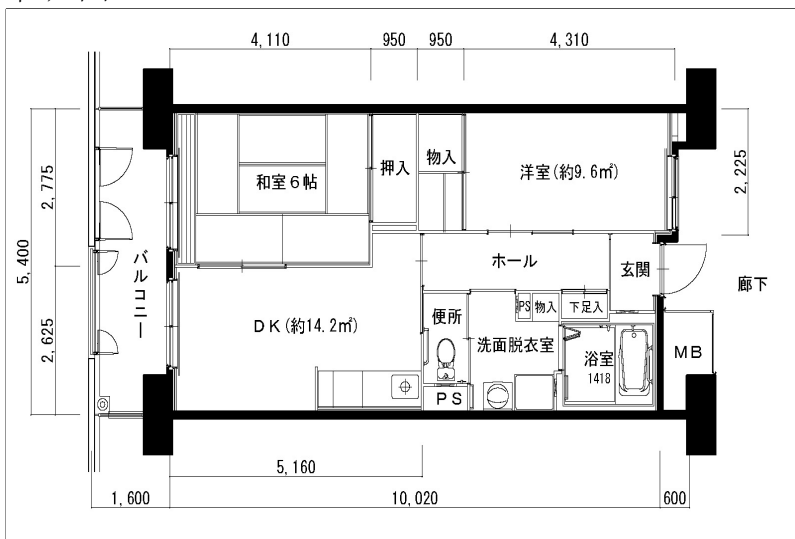 4,110
950
950
4,310
2,775
5,400
2,625
2,225
和室6帖
押入
物入
洋室(約9.6㎡)
バルコニー
ホール
玄関
廊下
DK(約14.2㎡)
便所
PS
物入
下足入
洗面脱衣室
浴室
1418
MB
PS
5,160
1,600
10,020
600